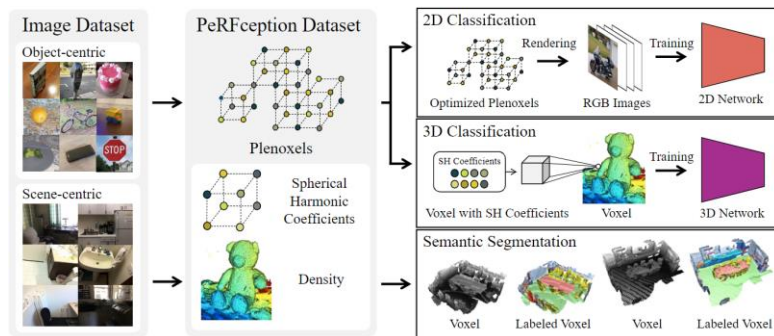 Image Dataset
Object-centric
STOP
Scene-centric
PeRFception Dataset
Plenoxels
Spherical
Harmonic
Coefficients
Density
2D Classification
Rendering
Training
Optimized Plenoxels
RGB Images
2D Network
3D Classification
SH Coefficients
Training
Voxel with SH Coefficients
Voxel
3D Network
Semantic Segmentation
Voxel
Labeled Voxel
Voxel
Labeled Voxel